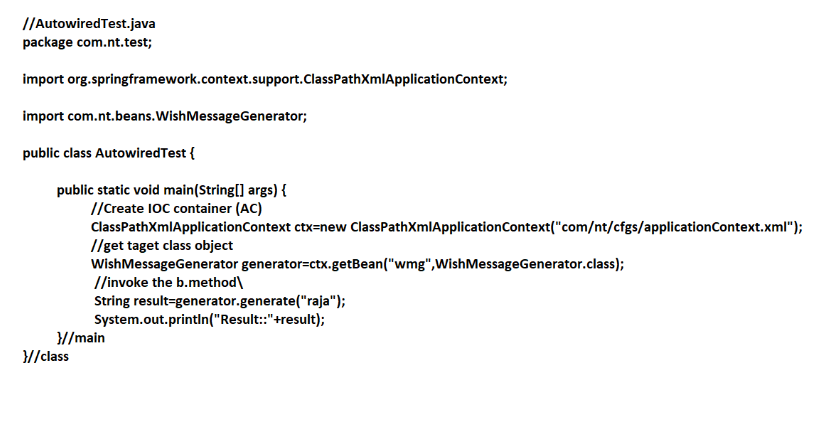 //AutowiredTest.java
package com.nt.test;
import org.springframework.context.support.ClassPathXmlApplicationContext;
import com.nt.beans.WishMessageGenerator;
public class AutowiredTest {
public static void main(String[] args) {
//Create IOC container (AC)
ClassPathXmlApplicationContext ctx=new ClassPathXmlApplicationContext("com/nt/cfgs/applicationContext.xml");
//get taget class object
WishMessageGenerator generator=ctx.getBean("wmg",WishMessageGenerator.class);
//invoke the b.method\
String result=generator.generate("raja");
System.out.println("Result::"+result);
}//main
}//class